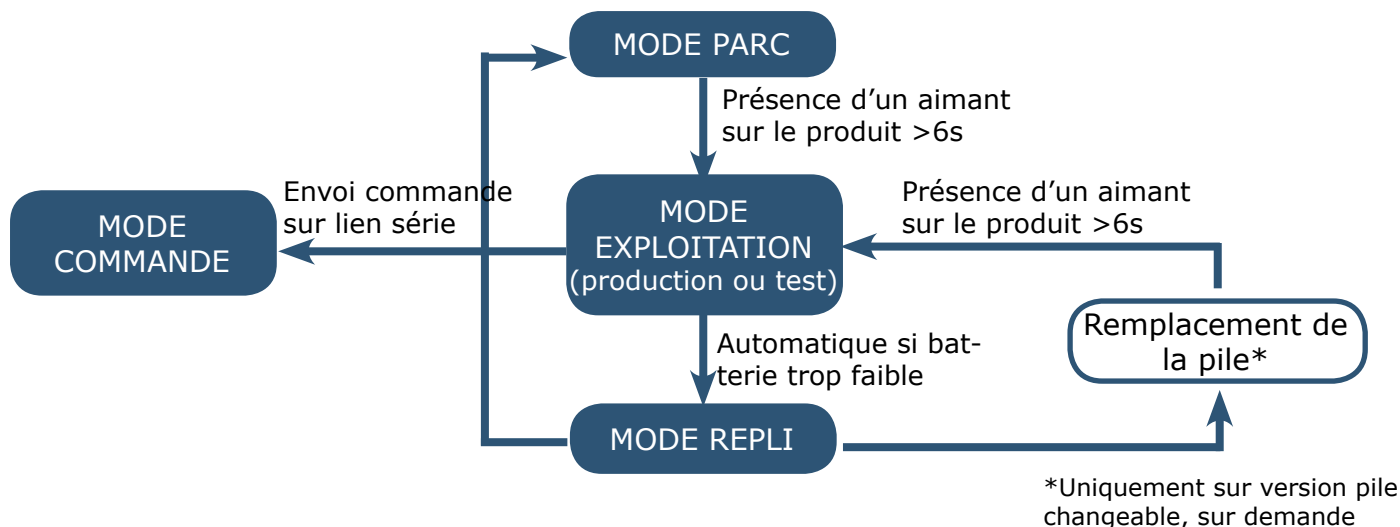 MODE PARC
Présence d’un aimant
sur le produit >6s
Envoi commande
sur lien série
MODE
COMMANDE
MODE
EXPLOITATION
(production ou test)
Présence d’un aimant
sur le produit >6s
Automatique si bat-
terie trop faible
Remplacement de
la pile*
MODE REPLI
*Uniquement sur version pile
changeable, sur demande